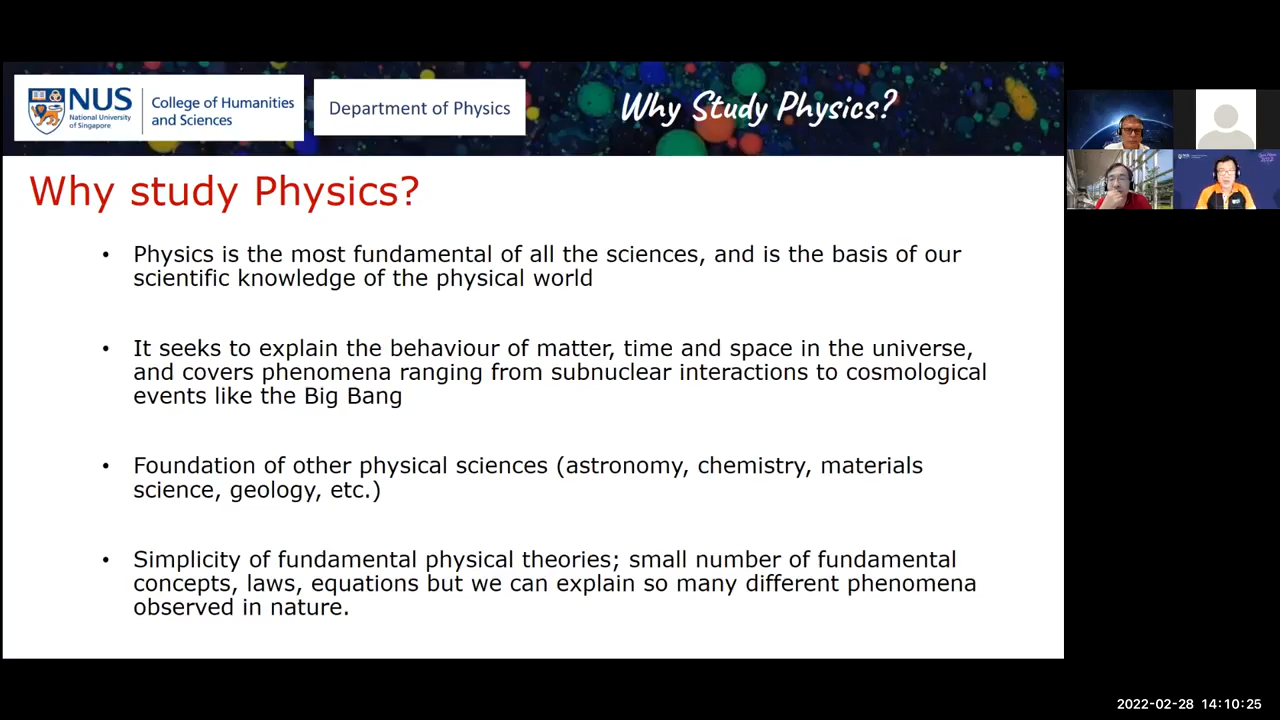 NUS
National University
of Singapore
College of Humanities
and Sciences
Department of Physics
Why Study Physics?
Why study Physics?
• Physics is the most fundamental of all the sciences, and is the basis of our
scientific knowledge of the physical world
• It seeks to explain the behaviour of matter, time and space in the universe,
and covers phenomena ranging from subnuclear interactions to cosmological
events like the Big Bang
• Foundation of other physical sciences (astronomy, chemistry, materials
science, geology, etc.)
• Simplicity of fundamental physical theories; small number of fundamental
concepts, laws, equations but we can explain so many different phenomena
observed in nature.
2022-02-28 14:10:25